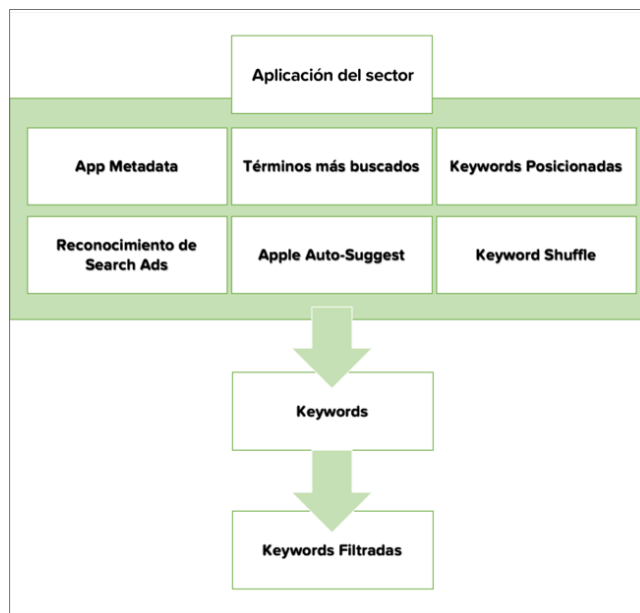 Aplicación del sector
App Metadata
Términos más buscados
Keywords Posicionadas
Reconocimiento de
Search Ads
Apple Auto-Suggest
Keyword Shuffle
Keywords
Keywords Filtradas